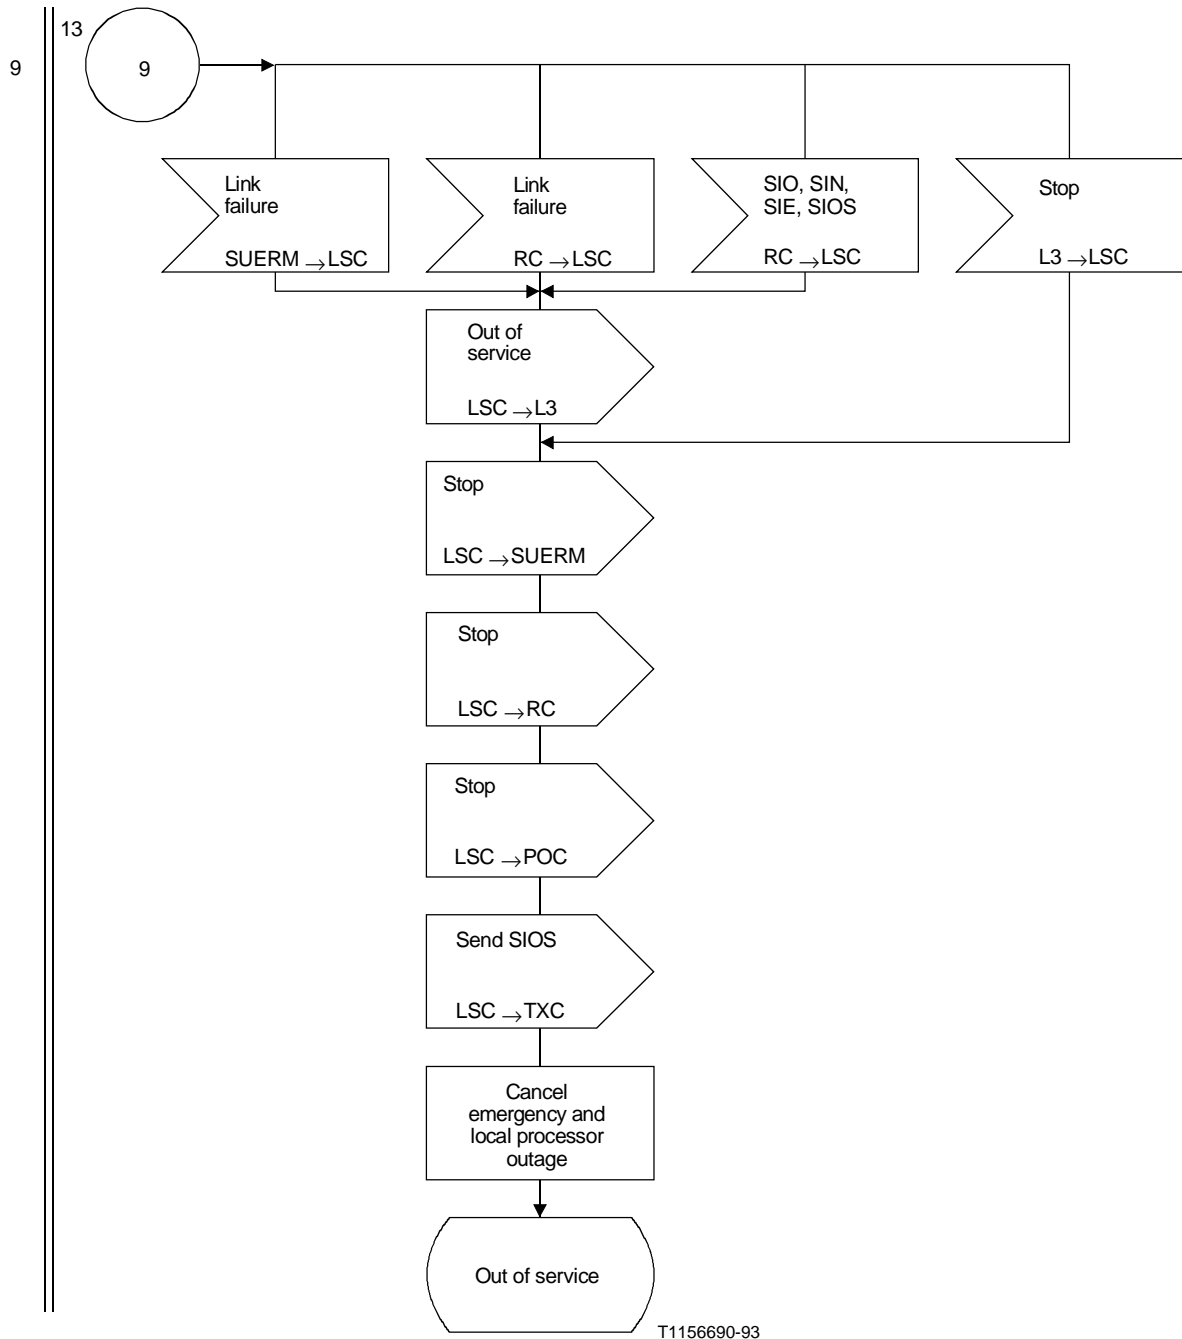 13
9
9
Link
failure
SUERM →LSC
Link
failure
RC →LSC
SIO, SIN,
SIE, SIOS
RC →LSC
Stop
L3 →LSC
Out of
service
LSC →L3
Stop
LSC →SUERM
Stop
LSC →RC
Stop
LSC →POC
Send SIOS
LSC →TXC
Cancel
emergency and
local processor
outage
Out of service
T1156690-93